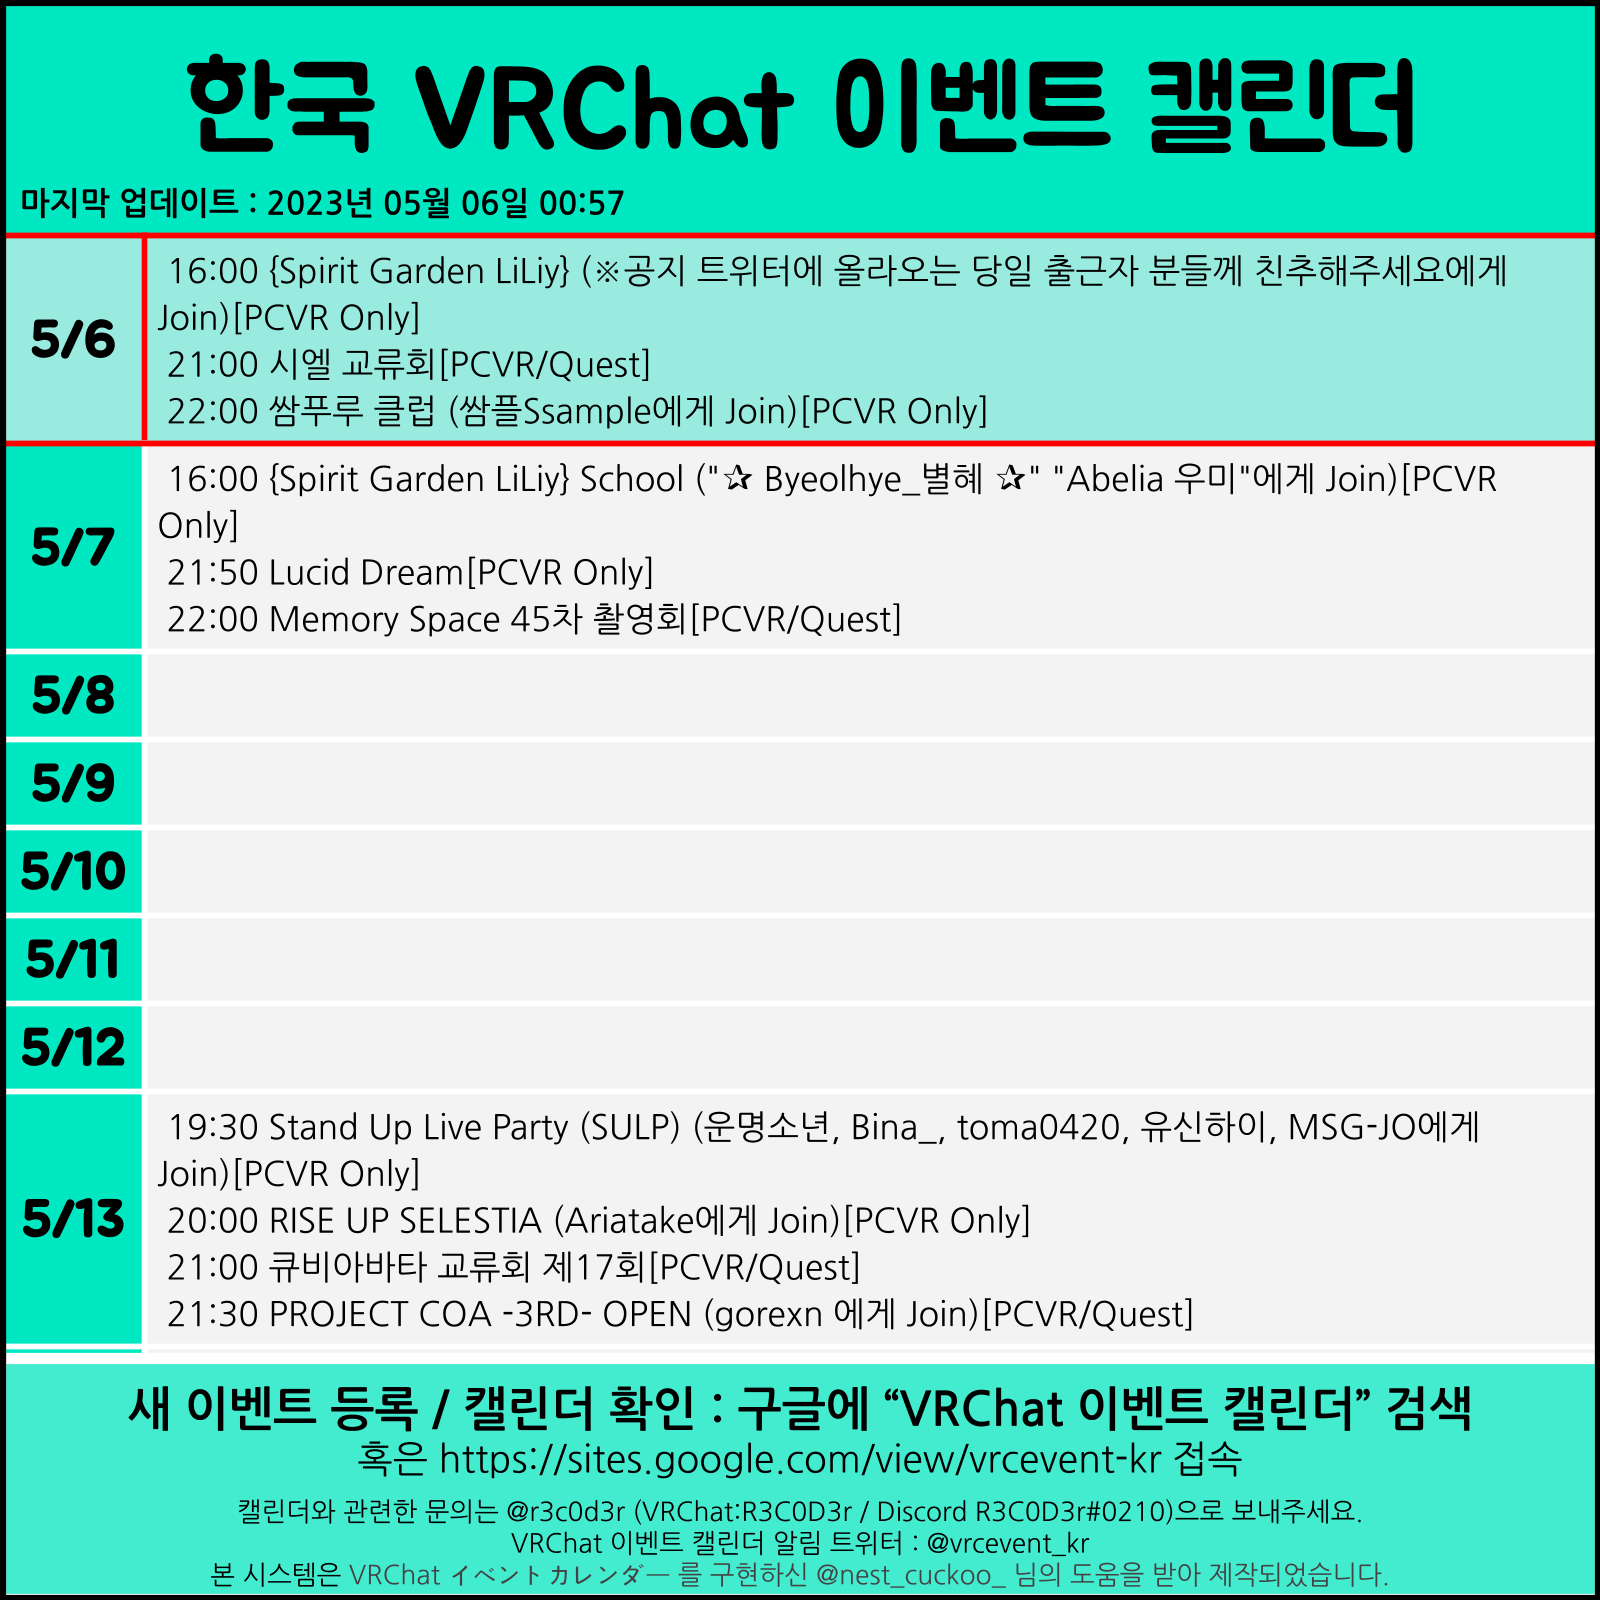 한국 VRChat 이벤트 캘린더
마지막 업데이트 : 2023년 05월 06일 00:57
5/6
16:00 {Spirit Garden LiLiy} (※공지 트위터에 올라오는 당일 출근자 분들께 친추해주세요에게
Join)[PCVR Only]
21:00 시엘 교류회[PCVR/Quest]
22:00 쌈푸루 클럽 (쌈플Ssample에게 Join)[PCVR Only]
5/7
16:00 {Spirit Garden LiLiy} School ("✰ Byeolhye_별혜 ✰" "Abelia 우미"에게 Join)[PCVR
Only]
21:50 Lucid Dream[PCVR Only]
22:00 Memory Space 45차 촬영회[PCVR/Quest]
5/8
5/9
5/10
5/11
5/12
5/13
19:30 Stand Up Live Party (SULP) (운명소년, Bina_, toma0420, 유신하이, MSG-JO에게
Join)[PCVR Only]
20:00 RISE UP SELESTIA (Ariatake에게 Join)[PCVR Only]
21:00 큐비아바타 교류회 제17회[PCVR/Quest]
21:30 PROJECT COA -3RD- OPEN (gorexn 에게 Join)[PCVR/Quest]
새 이벤트 등록 / 캘린더 확인 : 구글에 “VRChat 이벤트 캘린더” 검색
혹은 https://sites.google.com/view/vrcevent-kr 접속
캘린더와 관련한 문의는 @r3c0d3r (VRChat:R3C0D3r / Discord R3C0D3r#0210)으로 보내주세요.
VRChat 이벤트 캘린더 알림 트위터 : @vrcevent_kr
본 시스템은 VRChat イベントカレンダー 를 구현하신 @nest_cuckoo_ 님의 도움을 받아 제작되었습니다.